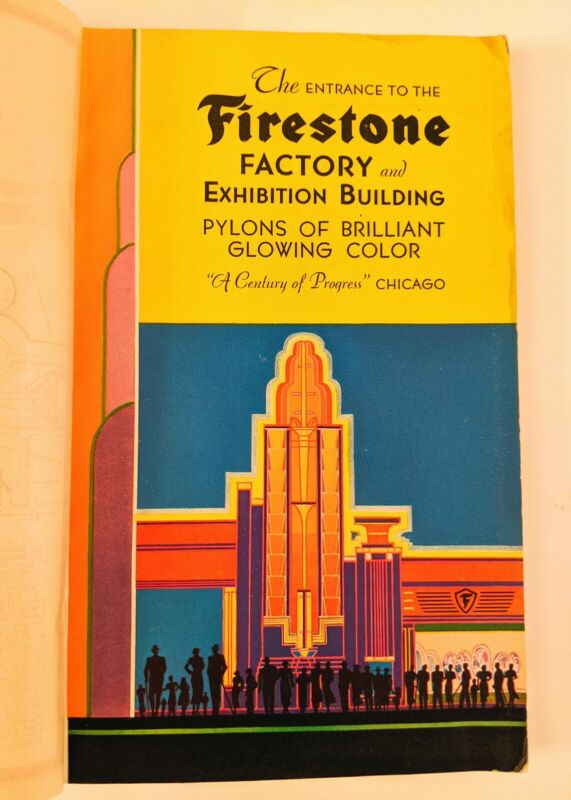 The ENTRANCE TO THE
Firestone
FACTORY and
EXHIBITION BUILDING
PYLONS OF BRILLIANT
GLOWING COLOR
"A Century of Progress" CHICAGO
F